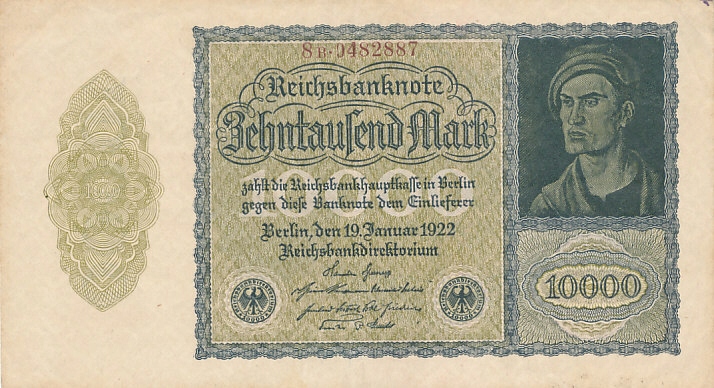 8B·0482887
Reichsbanknote
Zehntausend Mark
zahlt die Reichsbankhauptkasse in Berlin
gegen diese Banknote dem Einlieferer
10000
Berlin, den 19. Januar 1922
Reichsbankdirektorium
10000